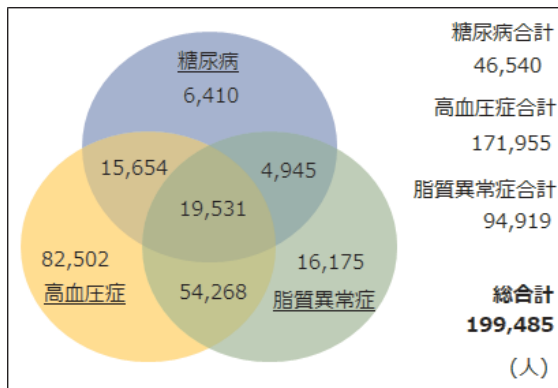 糖尿病
6,410
15,654
4,945
19,531
82,502
高血圧症
54,268
16,175
脂質異常症
糖尿病合計
46,540
高血圧症合計
171,955
脂質異常症合計
94,919
総合計
199,485
(人)